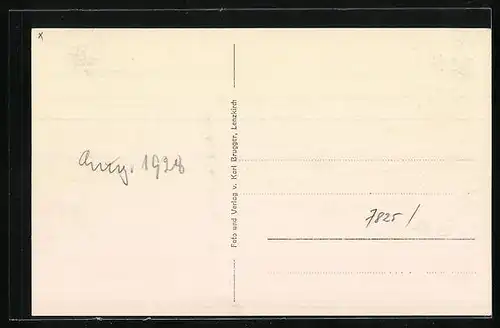 x
Aug. 1928
Foto und Verlag v. Karl Brugger, Lenzkirch
7825 /